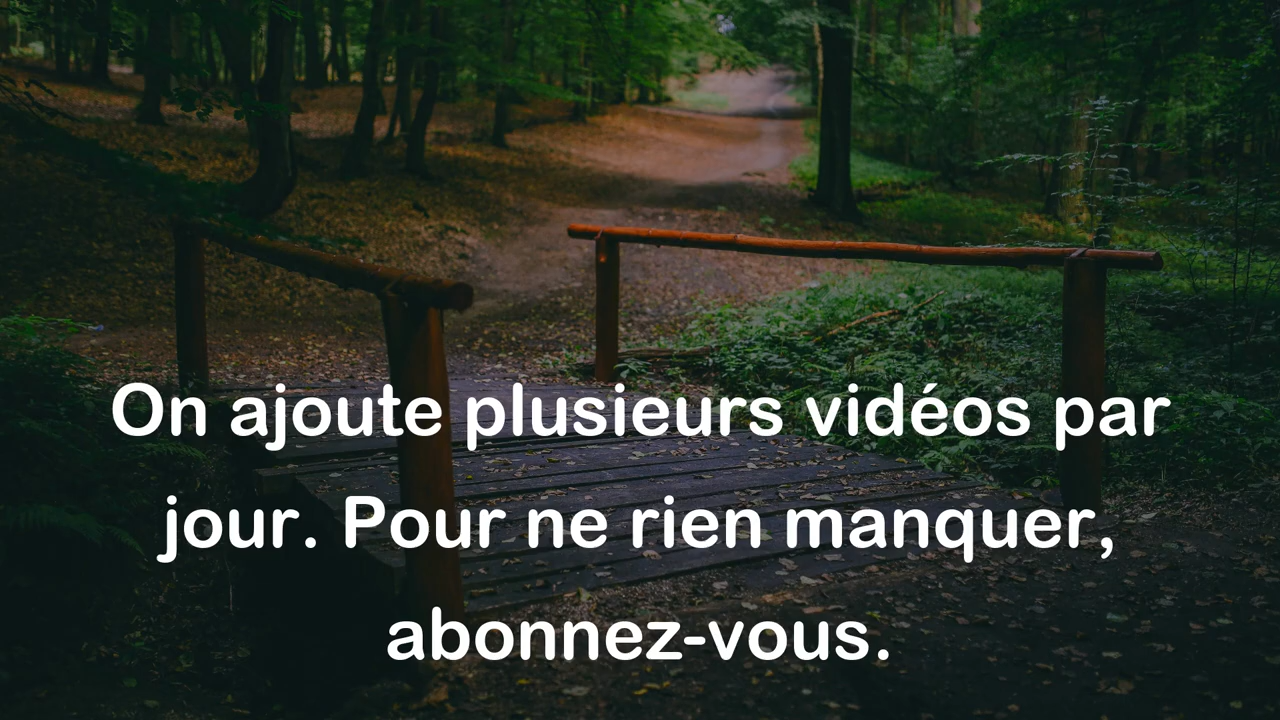 On ajoute plusieurs vidéos par
jour. Pour ne rien manquer,
abonnez-vous.